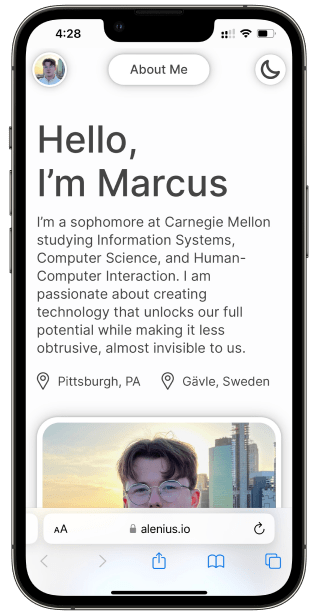 4:28
About Me
Hello,
I'm Marcus
I'm a sophomore at Carnegie Mellon
studying Information Systems,
Computer Science, and Human-
Computer Interaction. I am
passionate about creating
technology that unlocks our full
potential while making it less
obtrusive, almost invisible to us.
Pittsburgh, PA Gävle, Sweden
AA alenius.io